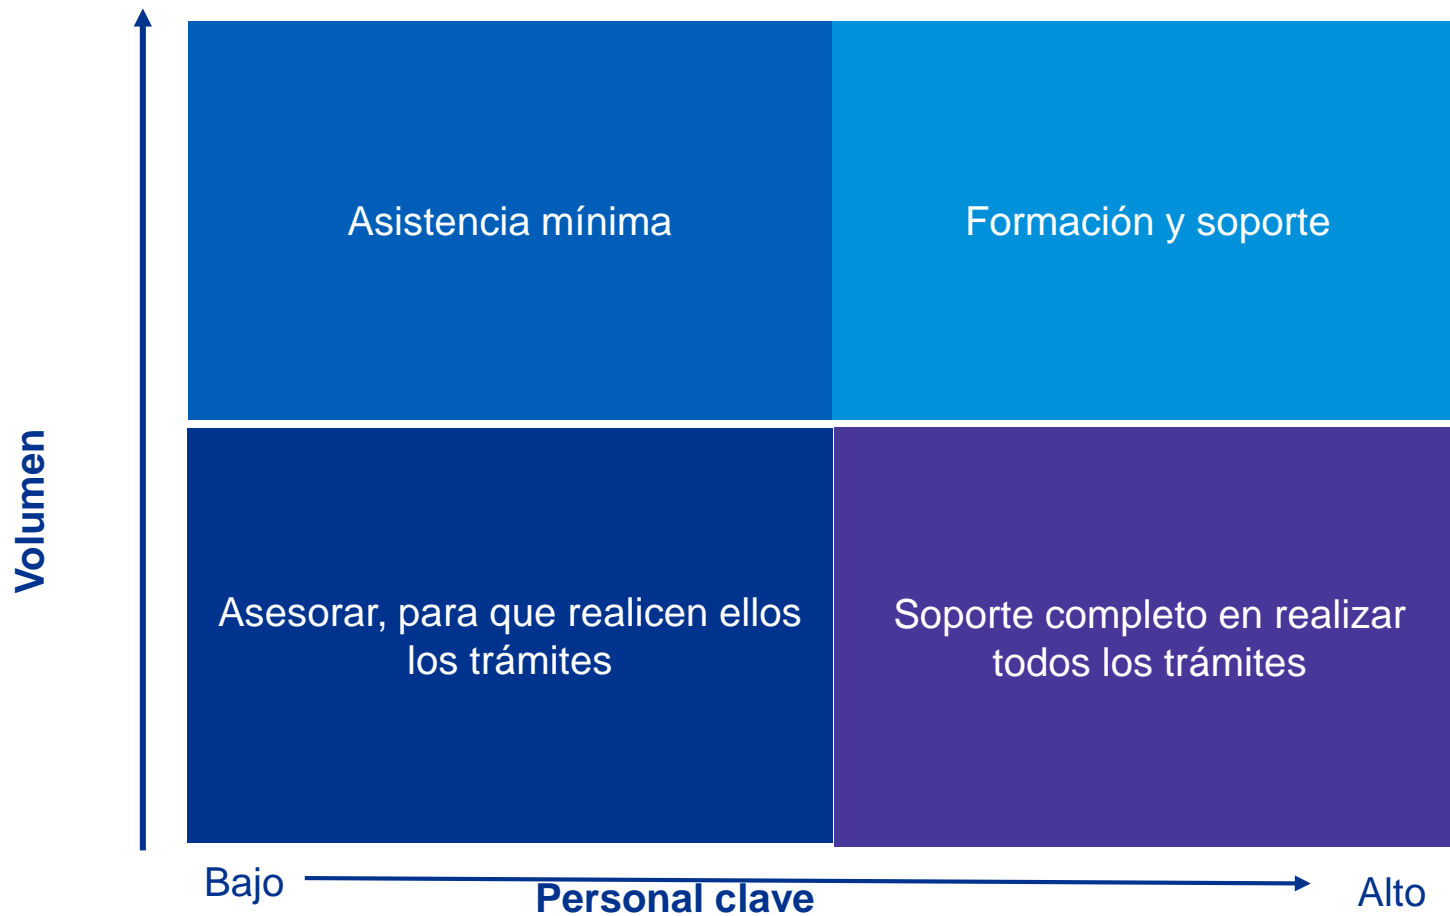 Asistencia mínima
Formación y soporte
Volumen
Asesorar, para que realicen ellos
los trámites
Soporte completo en realizar
todos los trámites
Bajo
Personal clave
Alto